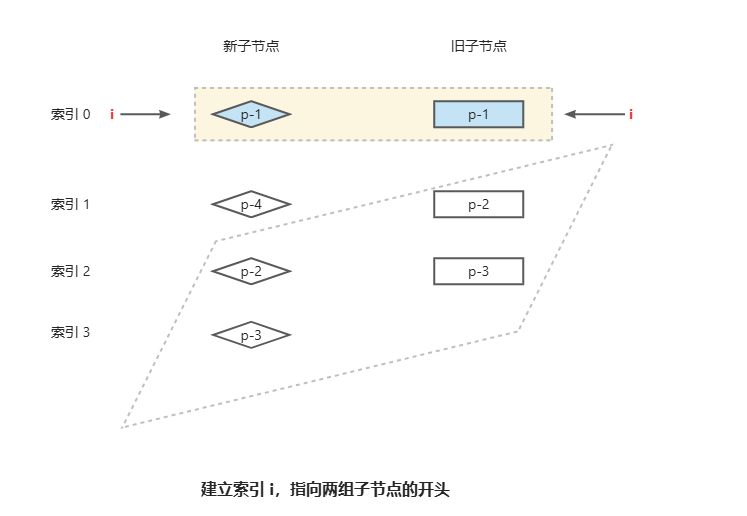 新子节点 旧子节点
索引 0 i p-1 p-1 i
索引 1 p-4 p-2
索引 2 p-2 p-3
索引 3 p-3
建立索引 i，指向两组子节点的开头